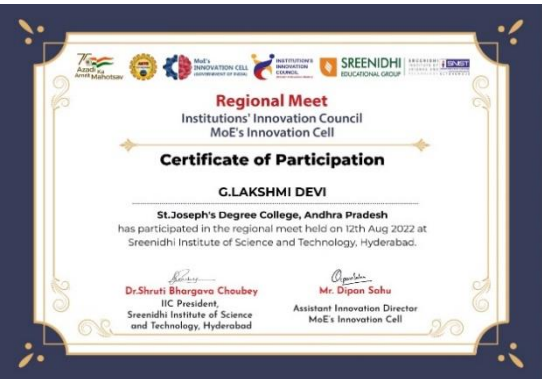 Azadi Ka
Amrit Mahotsav
MoE's
INNOVATION CELL
(GOVERNMENT OF INDIA)
INSTITUTION'S
INNOVATION
COUNCIL
SREENIDHI
EDUCATIONAL GROUP
SNIST
Regional Meet
Institutions' Innovation Council
MoE's Innovation Cell
Certificate of Participation
G.LAKSHMI DEVI
St.Joseph's Degree College, Andhra Pradesh
has participated in the regional meet held on 12th Aug 2022 at
Sreenidhi Institute of Science and Technology, Hyderabad.
Dr.Shruti Bhargava Choubey
IIC President,
Sreenidhi Institute of Science
and Technology, Hyderabad
Mr. Dipan Sahu
Assistant Innovation Director
MoE's Innovation Cell